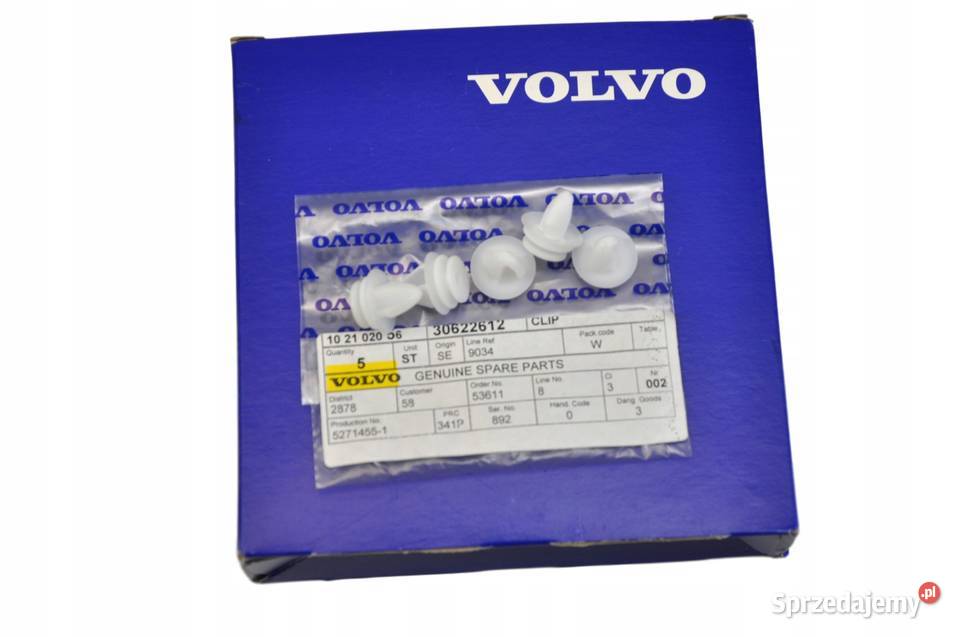 VOLVO
VOLVO VOLVO VOLVO
VOLVO VOLVO
VOLVO
VOLVO
10 21 020 56 30622612 CLIP
Quantity 5 Unit ST Origin SE Line Ref 9034 Pack code W Table
VOLVO GENUINE SPARE PARTS
District 2878 Customer 58 Order No. 53611 Line No. 8 Cl 3 Nr 002
Production No. 5271455-1 PRC 341P Ser. No. 892 Hand. Code 0 Dang. Goods 3
Sprzedajemy.pl